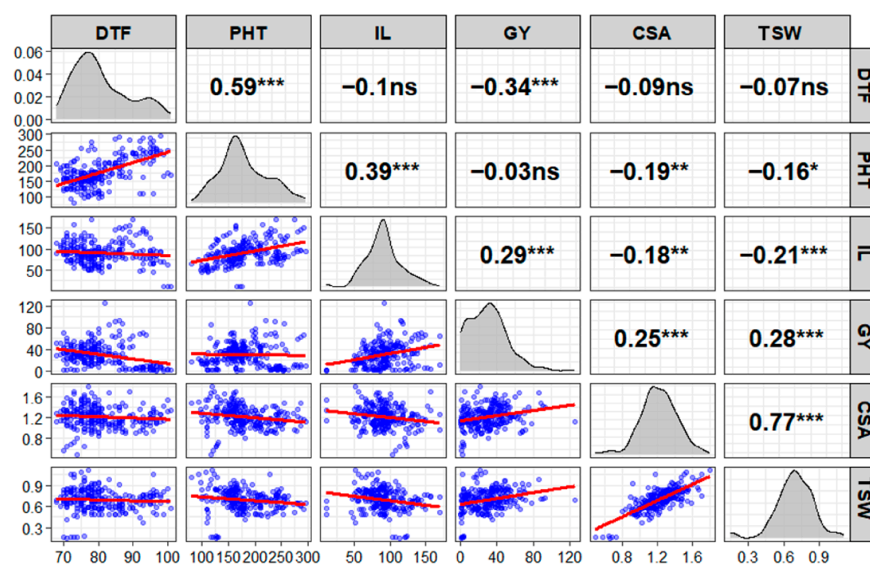 DTF PHT IL GY CSA TSW
0.06
0.04
0.02
0.00
0.59*** −0.1ns −0.34*** −0.09ns −0.07ns DTF
300
250
200
150
100
0.39*** −0.03ns −0.19** −0.16* PHT
150
100
50
0.29*** −0.18** −0.21*** IL
120
80
40
0
0.25*** 0.28*** GY
1.6
1.2
0.8
0.77*** CSA
0.9
0.6
0.3
TSW
70 80 90 100 100 150 200 250 300 50 100 150 0 40 80 120 0.8 1.2 1.6 0.3 0.6 0.9